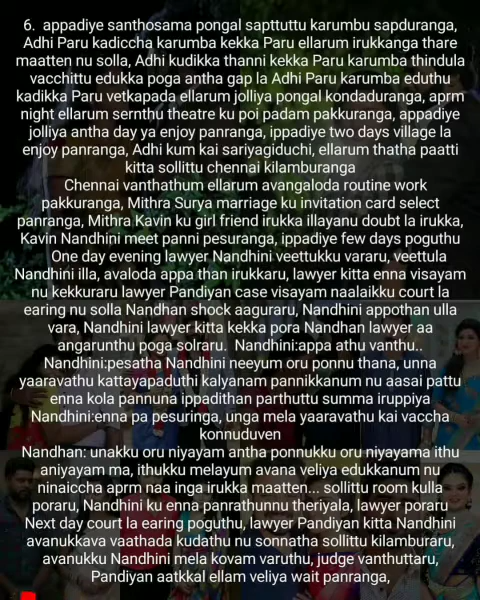 6.  appadiye santhosama pongal sapttuttu karumbu sapduranga,
Adhi Paru kadiccha karumba kekka Paru ellarum irukkanga thare
maatten nu solla, Adhi kudikka thanni kekka Paru karumba thindula
vacchittu edukka poga antha gap la Adhi Paru karumba eduthu
kadikka Paru vetkapada ellarum jolliya pongal kondaduranga, aprm
night ellarum sernthu theatre ku poi padam pakkuranga, appadiye
jolliya antha day ya enjoy panranga, ippadiye two days village la
enjoy panranga, Adhi kum kai sariyagiduchi, ellarum thatha paatti
kitta sollittu chennai kilamburanga
Chennai vanthathum ellarum avangaloda routine work
pakkuranga, Mithra Surya marriage ku invitation card select
panranga, Mithra Kavin ku girl friend irukka illayanu doubt la irukka,
Kavin Nandhini meet panni pesuranga, ippadiye few days poguthu
One day evening lawyer Nandhini veettukku vararu, veettula
Nandhini illa, avaloda appa than irukkaru, lawyer kitta enna visayam
nu kekkuraru lawyer Pandiyan case visayam naalaikku court la
earing nu solla Nandhan shock aaguraru, Nandhini appothan ulla
vara, Nandhini lawyer kitta kekka pora Nandhan lawyer aa
angarunthu poga solraru.  Nandhini:appa athu vanthu..
Nandhini:pesatha Nandhini neeyum oru ponnu thana, unna
yaaravathu kattayapaduthi kalyanam pannikkanum nu aasai pattu
enna kola pannuna ippadithan parthuttu summa iruppiya
Nandhini:enna pa pesuringa, unga mela yaaravathu kai vaccha
konnuduven
Nandhan: unakku oru niyayam antha ponnukku oru niyayama ithu
aniyayam ma, ithukku melayum avana veliya edukkanum nu
ninaiccha aprm naa inga irukka maatten... sollittu room kulla
poraru, Nandhini ku enna panrathunnu theriyala, lawyer poraru
Next day court la earing poguthu, lawyer Pandiyan kitta Nandhini
avanukkava vaathada kudathu nu sonnatha sollittu kilamburaru,
avanukku Nandhini mela kovam varuthu, judge vanthuttaru,
Pandiyan aatkkal ellam veliya wait panranga,